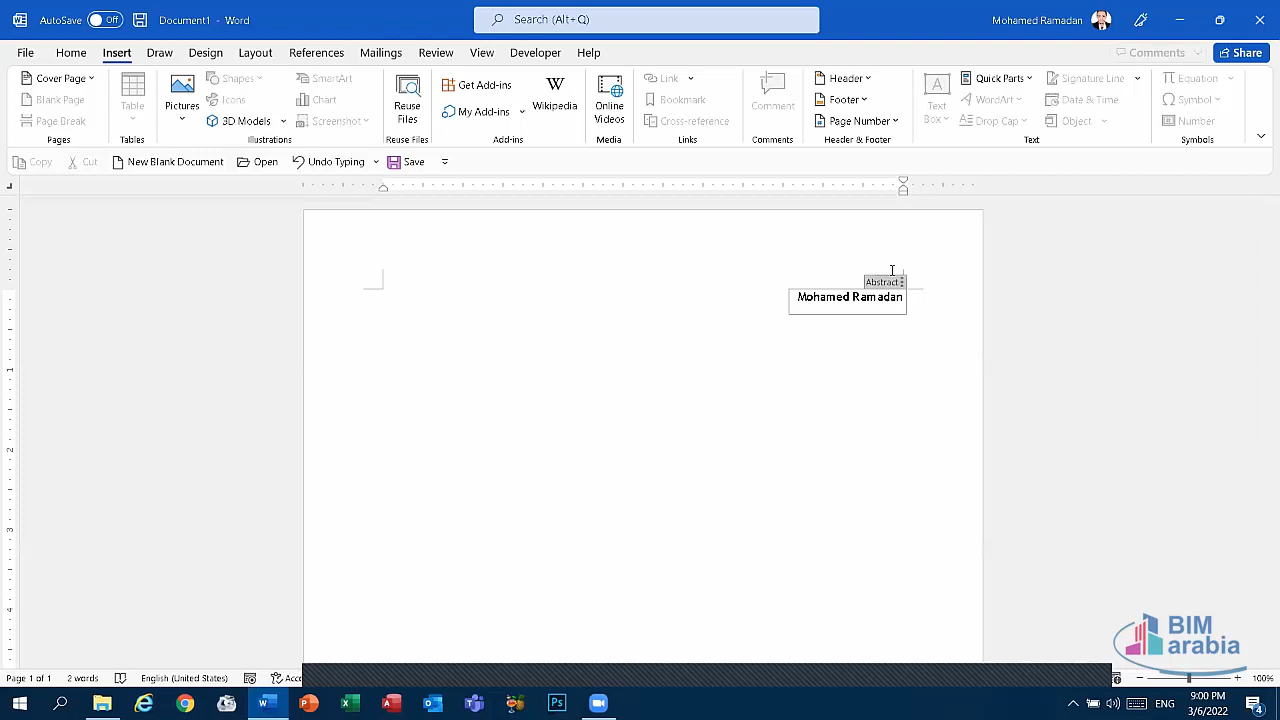 AutoSave Off Document1 - Word Search (Alt+Q) Mohamed Ramadan
File Home Insert Draw Design Layout References Mailings Review View Developer Help Comments Share
Cover Page
Blank Page
Page Break
Pages
Table
Tables
Pictures
Shapes
Icons
3D Models
SmartArt
Chart
Screenshot
Illustrations
Reuse Files
Reuse Files
Get Add-ins
My Add-ins
Wikipedia
Add-ins
Online Videos
Media
Link
Bookmark
Cross-reference
Links
Comment
Comments
Header
Footer
Page Number
Header & Footer
Text Box
Quick Parts
WordArt
Drop Cap
Signature Line
Date & Time
Object
Text
Equation
Symbol
Number
Symbols
Copy Cut New Blank Document Open Undo Typing Save
Abstract
Mohamed Ramadan
1
2
3
4
BIM
arabia
Page 1 of 1 2 words English (United States) Acce 100%
ENG
9:00 PM
3/6/2022
4